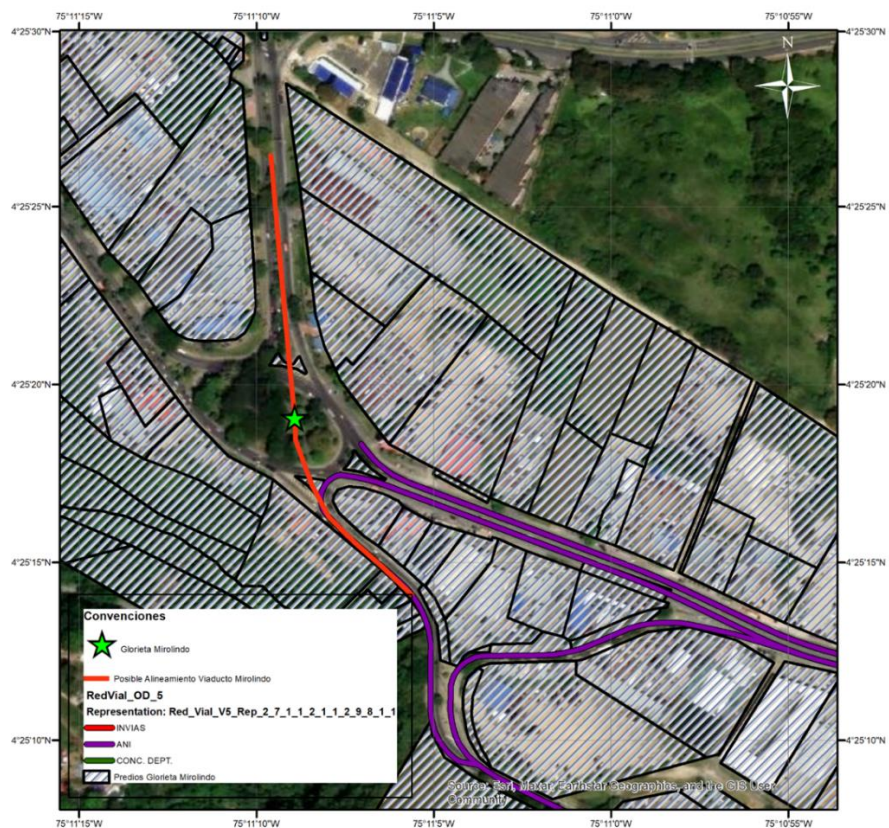 75°11'15"W 75°11'10"W 75°11'5"W 75°11'0"W 75°10'55"W
4°25'30"N 4°25'30"N
N
4°25'25"N 4°25'25"N
4°25'20"N 4°25'20"N
4°25'15"N 4°25'15"N
Convenciones
Glorieta Mirolindo
Posible Alineamiento Viaducto Mirolindo
RedVial_OD_5
Representation: Red_Vial_V5_Rep_2_7_1_1_2_1_1_2_9_8_1_1
INVIAS
ANI
CONC. DEPT.
Predios Glorieta Mirolindo
4°25'10"N 4°25'10"N
Source: Esri, Maxar, Earthstar Geographics, and the GIS User
Community
75°11'15"W 75°11'10"W 75°11'5"W 75°11'0"W 75°10'55"W